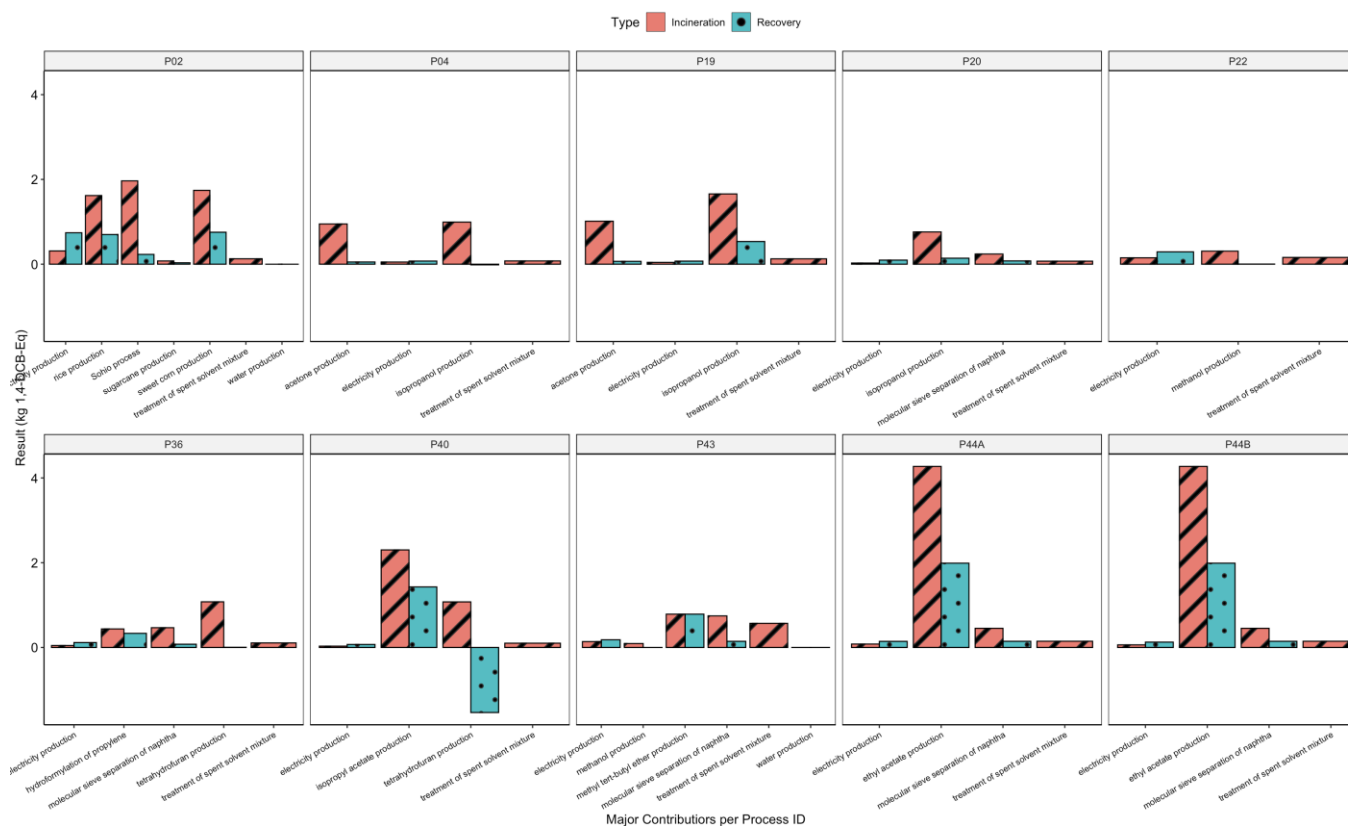 Type Incineration Recovery
P02 P04 P19 P20 P22
4
2
0
rice production
Sohio process
sugarcane production
sweet corn production
treatment of spent solvent mixture
water production
acetone production
electricity production
isopropanol production
treatment of spent solvent mixture
acetone production
electricity production
isopropanol production
treatment of spent solvent mixture
electricity production
isopropanol production
molecular sieve separation of naphtha
treatment of spent solvent mixture
electricity production
methanol production
treatment of spent solvent mixture
Result (kg 1,4-DCB-Eq)
P36 P40 P43 P44A P44B
4
2
0
electricity production
hydroformylation of propylene
molecular sieve separation of naphtha
tetrahydrofuran production
treatment of spent solvent mixture
electricity production
isopropyl acetate production
tetrahydrofuran production
treatment of spent solvent mixture
electricity production
methanol production
methyl tert-butyl ether production
molecular sieve separation of naphtha
treatment of spent solvent mixture
water production
electricity production
ethyl acetate production
molecular sieve separation of naphtha
treatment of spent solvent mixture
electricity production
ethyl acetate production
molecular sieve separation of naphtha
treatment of spent solvent mixture
Major Contributiors per Process ID